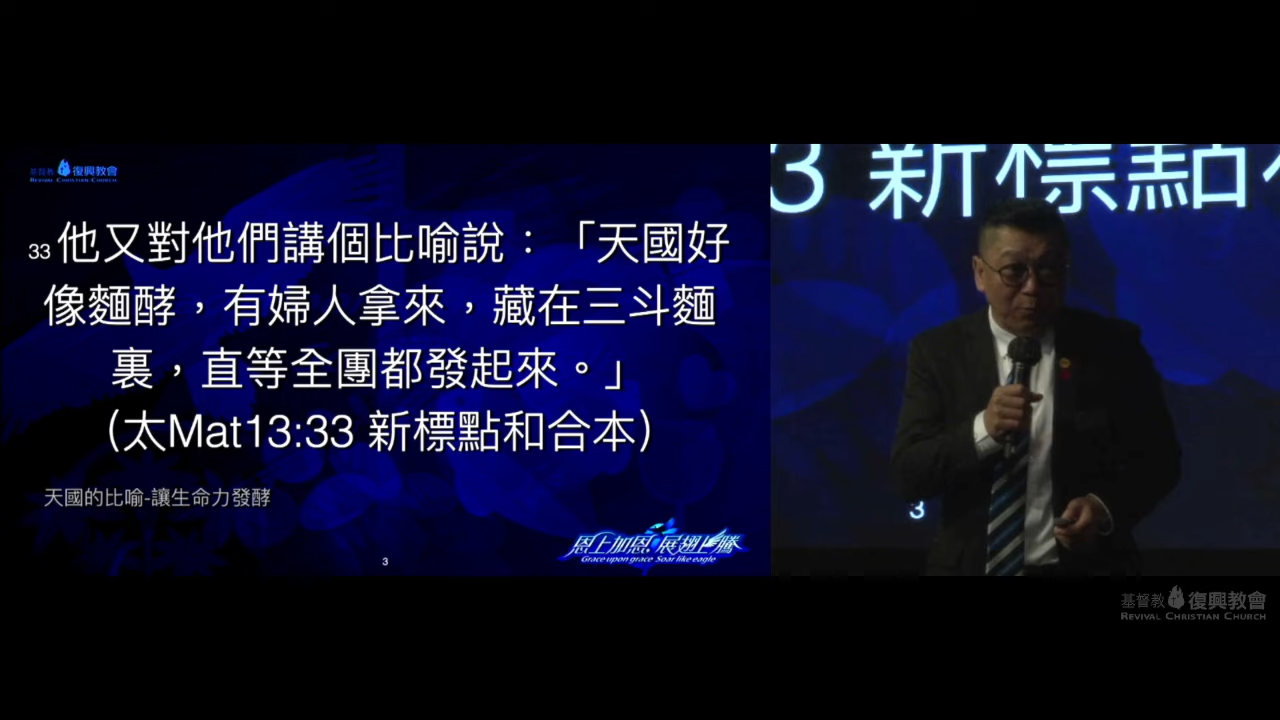 基督教 復興教會
REVIVAL CHRISTIAN CHURCH
33 他又對他們講個比喻說：「天國好
像麵酵，有婦人拿來，藏在三斗麵
裏，直等全團都發起來。」
（太Mat13:33 新標點和合本）
天國的比喻-讓生命力發酵
3
恩上加恩 展翅上騰
Grace upon grace Soar like eagle
3 新標點
3
基督教 復興教會
REVIVAL CHRISTIAN CHURCH